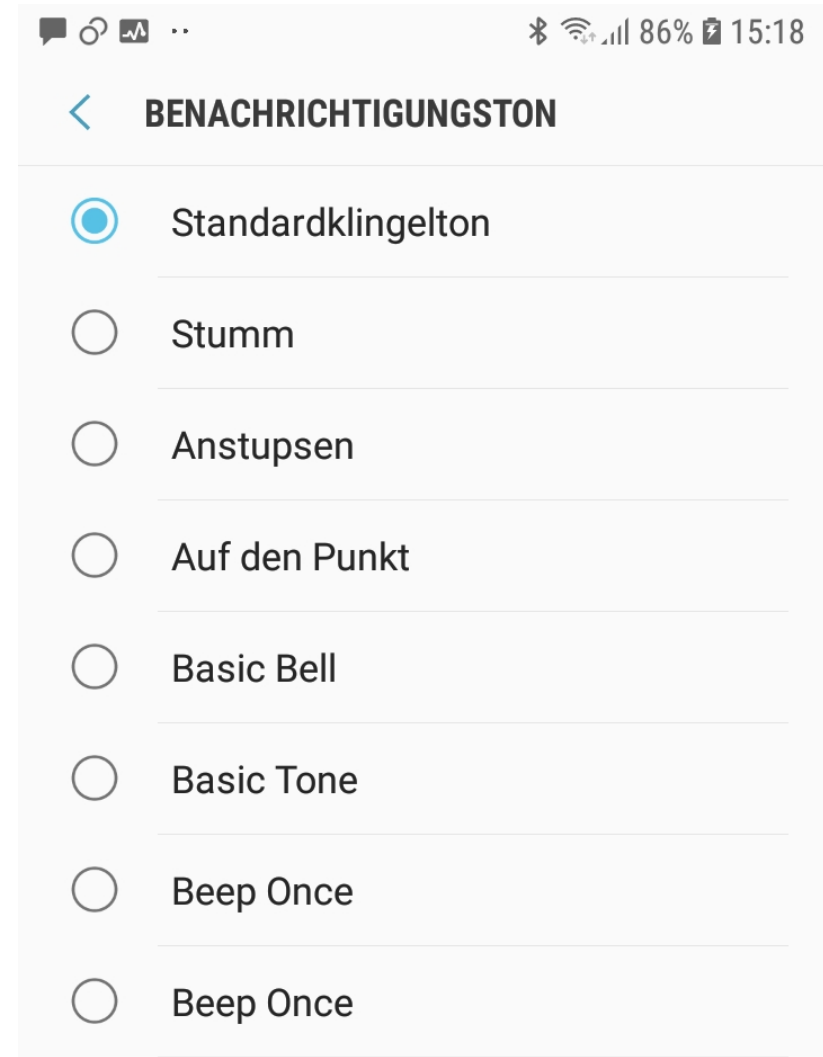 86% 15:18
BENACHRICHTIGUNGSTON
Standardklingelton
Stumm
Anstupsen
Auf den Punkt
Basic Bell
Basic Tone
Beep Once
Beep Once